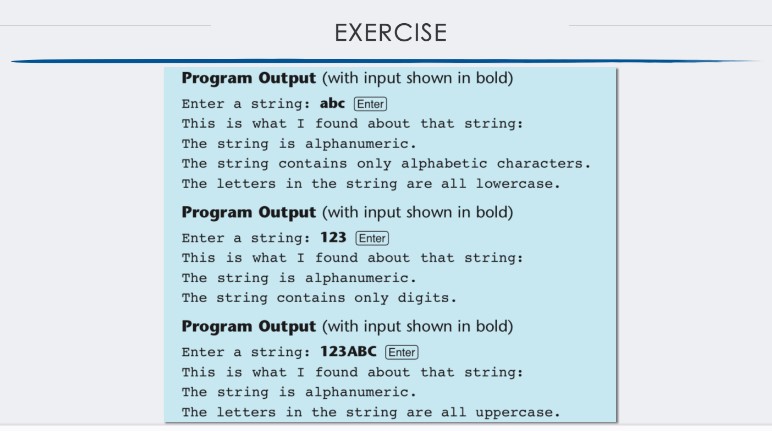 EXERCISE
Program Output (with input shown in bold)
Enter a string: abc Enter
This is what I found about that string:
The string is alphanumeric.
The string contains only alphabetic characters.
The letters in the string are all lowercase.
Program Output (with input shown in bold)
Enter a string: 123 Enter
This is what I found about that string:
The string is alphanumeric.
The string contains only digits.
Program Output (with input shown in bold)
Enter a string: 123ABC Enter
This is what I found about that string:
The string is alphanumeric.
The letters in the string are all uppercase.